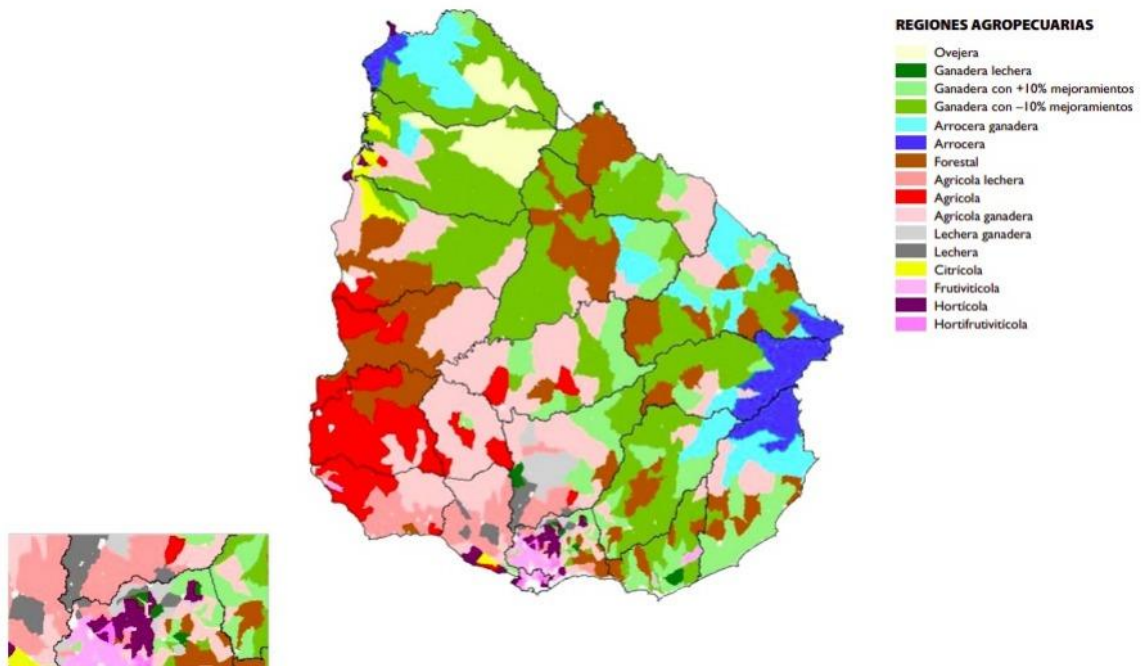 REGIONES AGROPECUARIAS
Ovejera
Ganadera lechera
Ganadera con +10% mejoramientos
Ganadera con −10% mejoramientos
Arrocera ganadera
Arrocera
Forestal
Agrícola lechera
Agrícola
Agrícola ganadera
Lechera ganadera
Lechera
Citrícola
Frutivitícola
Hortícola
Hortifrutivitícola